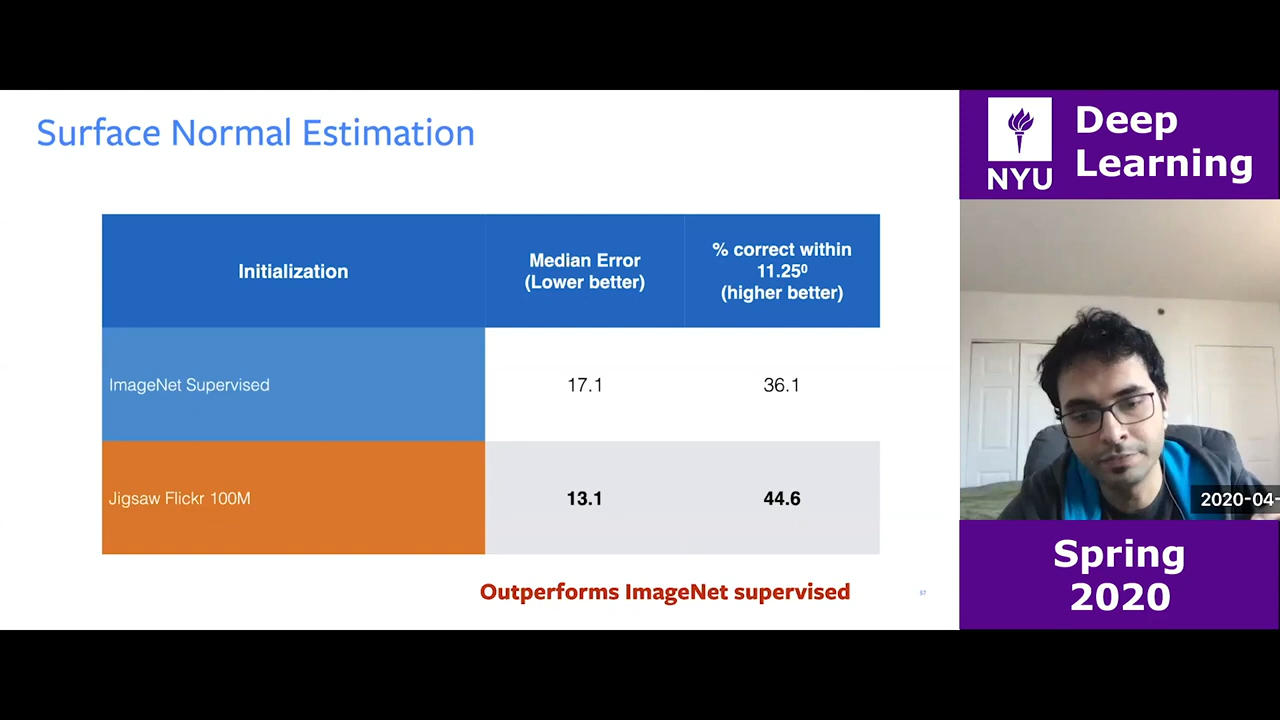 Surface Normal Estimation
Initialization
Median Error
(Lower better)
% correct within
11.25⁰
(higher better)
ImageNet Supervised
17.1
36.1
Jigsaw Flickr 100M
13.1
44.6
Outperforms ImageNet supervised
57
NYU
Deep
Learning
2020-04-
Spring
2020